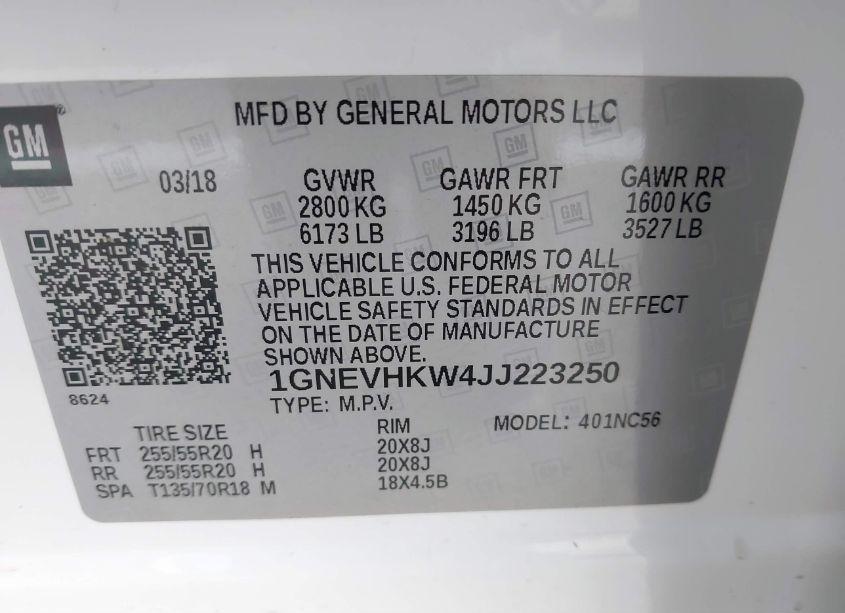 GM
MFD BY GENERAL MOTORS LLC
03/18 GVWR GAWR FRT GAWR RR
2800 KG 1450 KG 1600 KG
6173 LB 3196 LB 3527 LB
THIS VEHICLE CONFORMS TO ALL
APPLICABLE U.S. FEDERAL MOTOR
VEHICLE SAFETY STANDARDS IN EFFECT
ON THE DATE OF MANUFACTURE
SHOWN ABOVE.
1GNEVHKW4JJ223250
8624
TYPE: M.P.V.
MODEL: 401NC56
TIRE SIZE RIM
FRT 255/55R20 H 20X8J
RR 255/55R20 H 20X8J
SPA T135/70R18 M 18X4.5B